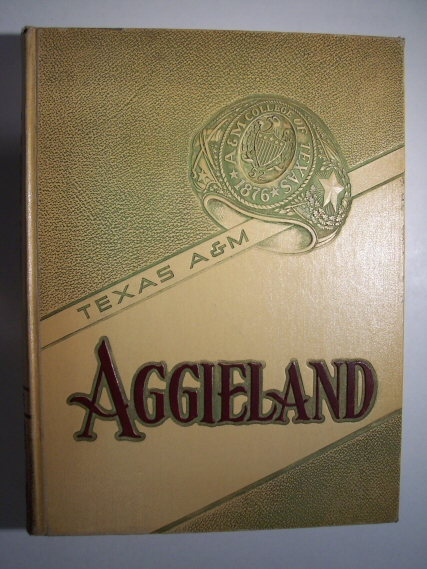 A&M COLLEGE OF TEXAS
1876
TEXAS A&M
AGGIELAND